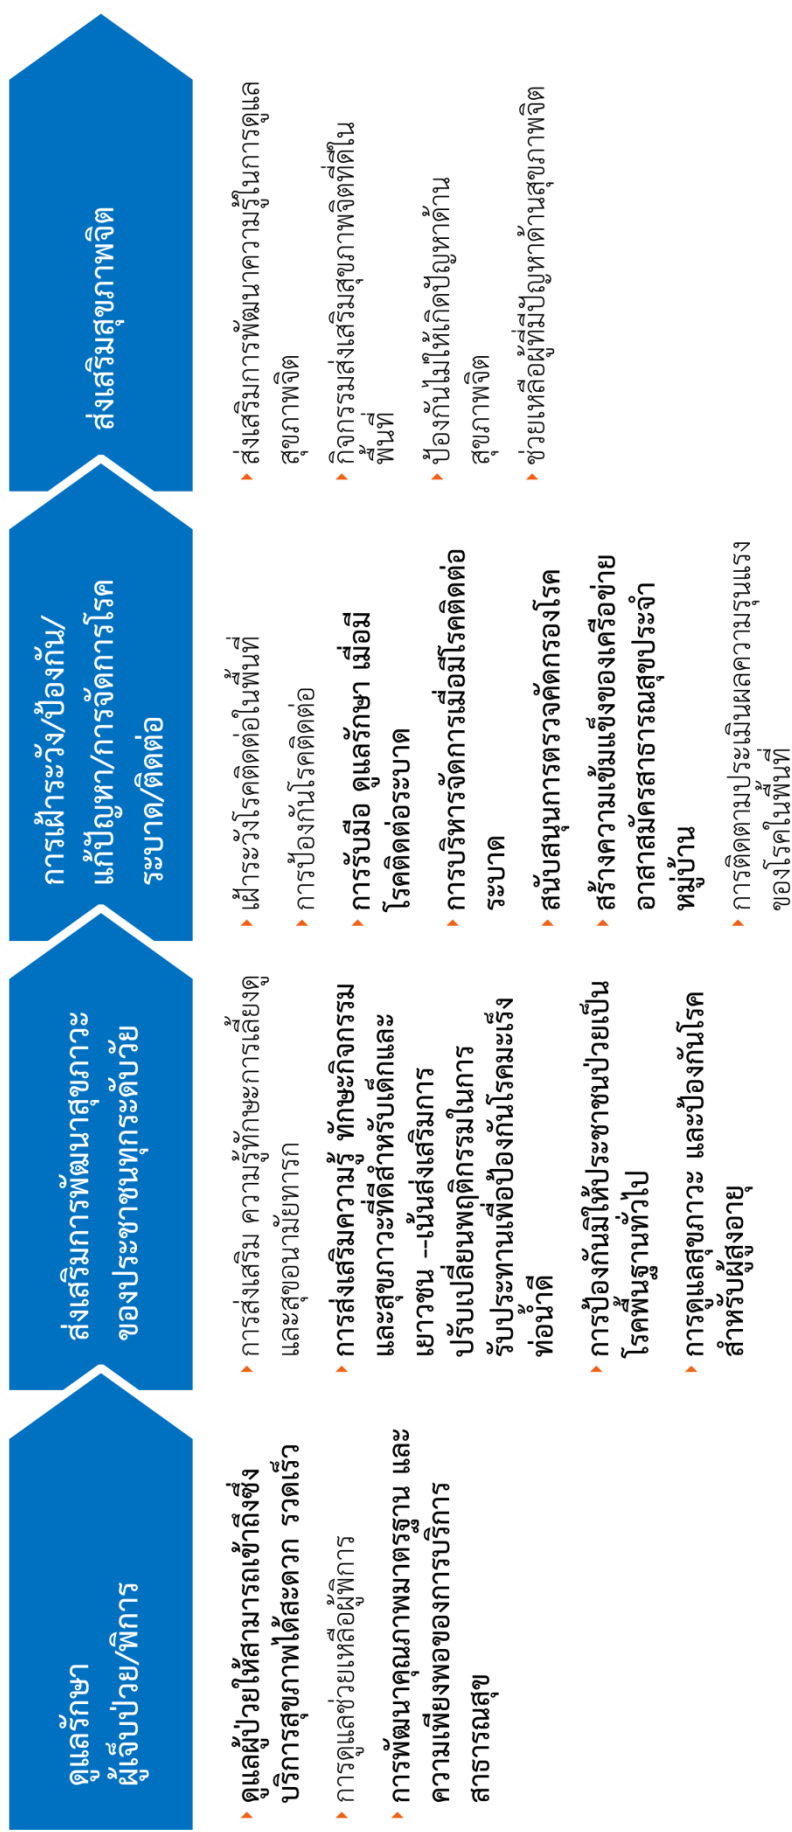 ดูแลรักษา
ผู้เจ็บป่วย/พิการ
ดูแลผู้ป่วยให้สามารถเข้าถึงซึ่ง
บริการสุขภาพได้สะดวก รวดเร็ว
การดูแลช่วยเหลือผู้พิการ
การพัฒนาคุณภาพมาตรฐาน และ
ความเพียงพอของการบริการ
สาธารณสุข
ส่งเสริมการพัฒนาสุขภาวะ
ของประชาชนทุกระดับวัย
การส่งเสริม ความรู้ทักษะการเลี้ยงดู
และสุขอนามัยทารก
การส่งเสริมความรู้ ทักษะกิจกรรม
และสุขภาวะที่ดีสำหรับเด็กและ
เยาวชน --เน้นส่งเสริมการ
ปรับเปลี่ยนพฤติกรรมในการ
รับประทานเพื่อป้องกันโรคมะเร็ง
ท่อน้ำดี
การป้องกันมิให้ประชาชนป่วยเป็น
โรคพื้นฐานทั่วไป
การดูแลสุขภาวะ และป้องกันโรค
สำหรับผู้สูงอายุ
การเฝ้าระวัง/ป้องกัน/
แก้ปัญหา/การจัดการโรค
ระบาด/ติดต่อ
เฝ้าระวังโรคติดต่อในพื้นที่
การป้องกันโรคติดต่อ
การรับมือ ดูแลรักษา เมื่อมี
โรคติดต่อระบาด
การบริหารจัดการเมื่อมีโรคติดต่อ
ระบาด
สนับสนุนการตรวจคัดกรองโรค
สร้างความเข้มแข็งของเครือข่าย
อาสาสมัครสาธารณสุขประจำ
หมู่บ้าน
การติดตามประเมินผลความรุนแรง
ของโรคในพื้นที่
ส่งเสริมสุขภาพจิต
ส่งเสริมการพัฒนาความรู้ในการดูแล
สุขภาพจิต
กิจกรรมส่งเสริมสุขภาพจิตที่ดีใน
พื้นที่
ป้องกันไม่ให้เกิดปัญหาด้าน
สุขภาพจิต
ช่วยเหลือผู้ที่มีปัญหาด้านสุขภาพจิต